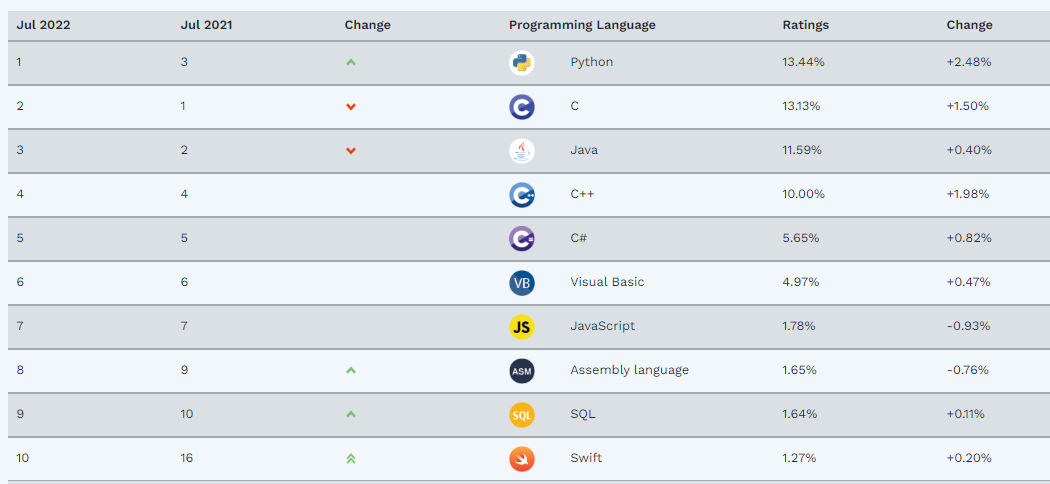 Jul 2022 Jul 2021 Change Programming Language Ratings Change
1 3 Python 13.44% +2.48%
2 1 C 13.13% +1.50%
3 2 Java 11.59% +0.40%
4 4 C++ 10.00% +1.98%
5 5 C# 5.65% +0.82%
6 6 VB Visual Basic 4.97% +0.47%
7 7 JS JavaScript 1.78% -0.93%
8 9 ASM Assembly language 1.65% -0.76%
9 10 SQL SQL 1.64% +0.11%
10 16 Swift 1.27% +0.20%